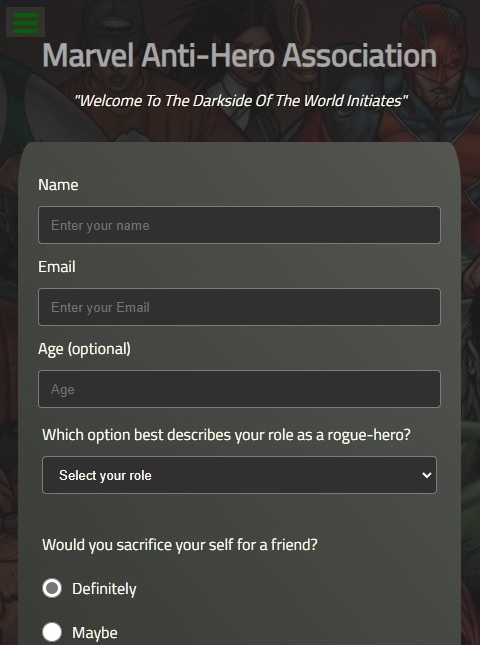 Marvel Anti-Hero Association
"Welcome To The Darkside Of The World Initiates"
Name
Enter your name
Email
Enter your Email
Age (optional)
Age
Which option best describes your role as a rogue-hero?
Select your role
Would you sacrifice your self for a friend?
Definitely
Maybe